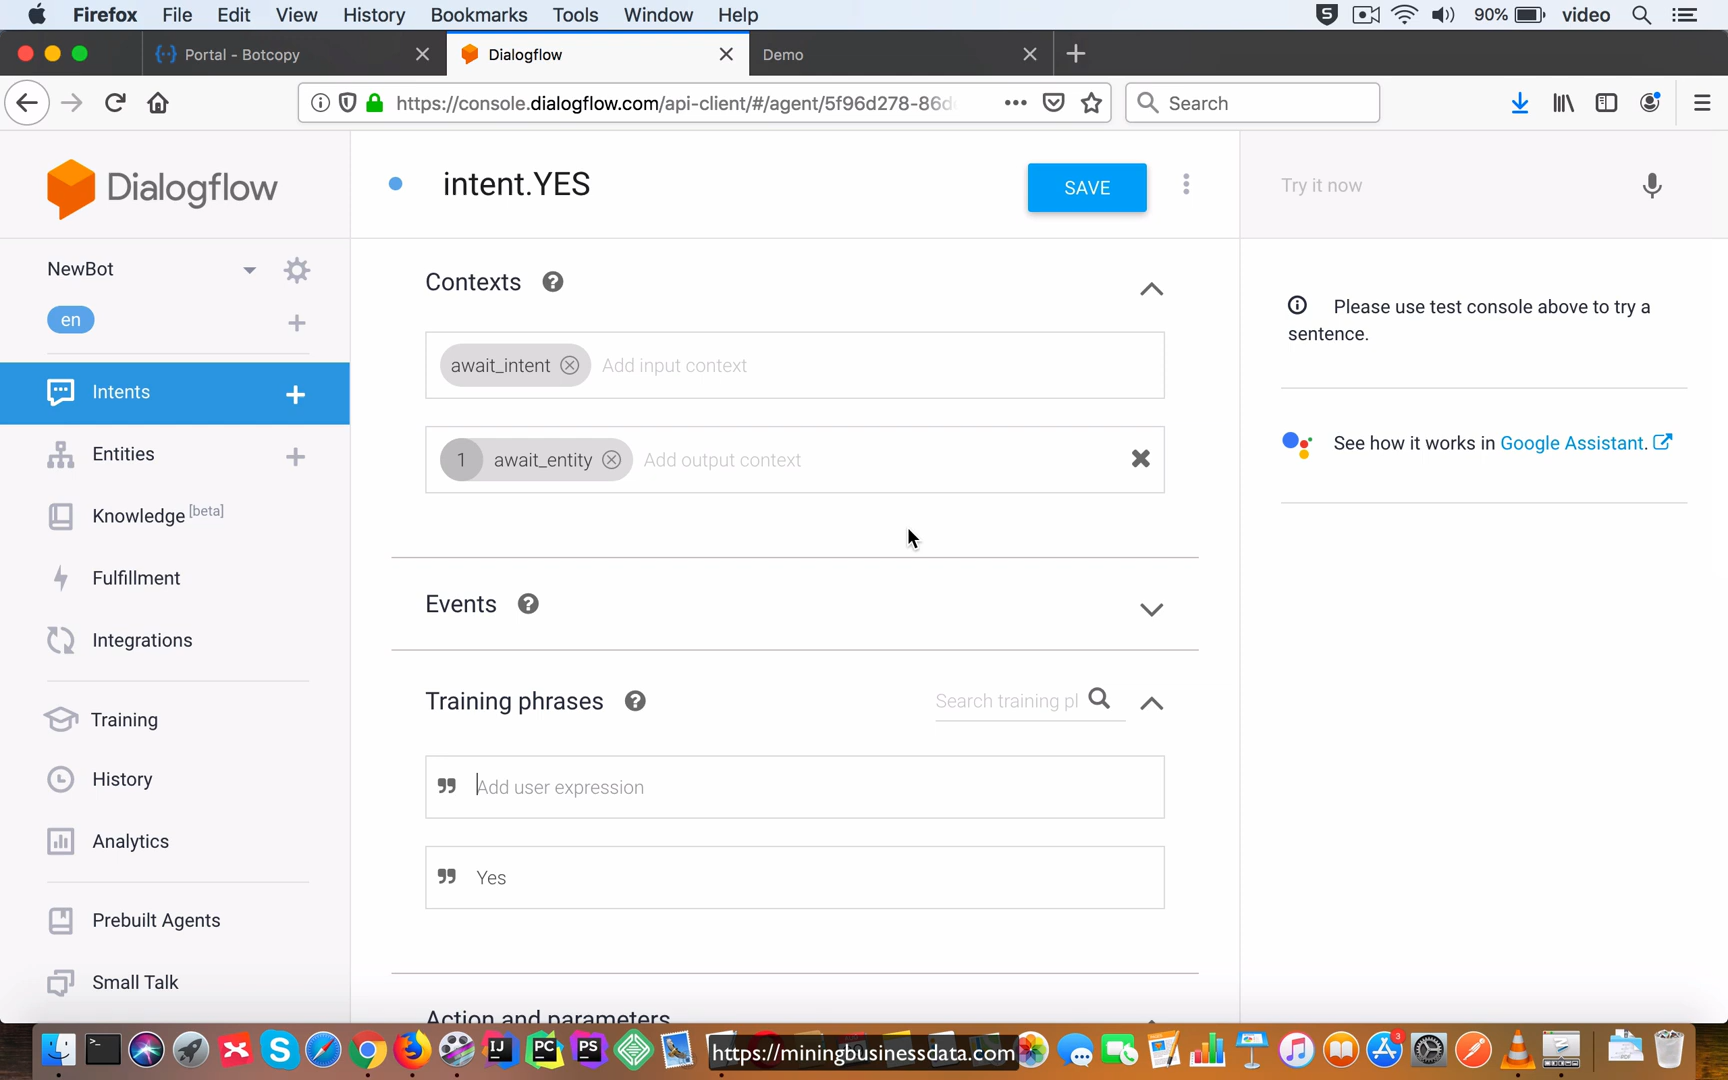 Firefox File Edit View History Bookmarks Tools Window Help
S 90% video
Portal - Botcopy Dialogflow Demo
https://console.dialogflow.com/api-client/#/agent/5f96d278-86d
Search
Dialogflow
intent.YES
SAVE
Try it now
NewBot
en
Intents
Entities
Knowledge [beta]
Fulfillment
Integrations
Training
History
Analytics
Prebuilt Agents
Small Talk
Contexts ?
await_intent Add input context
1 await_entity Add output context
Events ?
Training phrases ?
Search training pl
Add user expression
Yes
Action and parameters
Please use test console above to try a
sentence.
See how it works in Google Assistant.
S IJ PC PS 3
https://miningbusinessdata.com